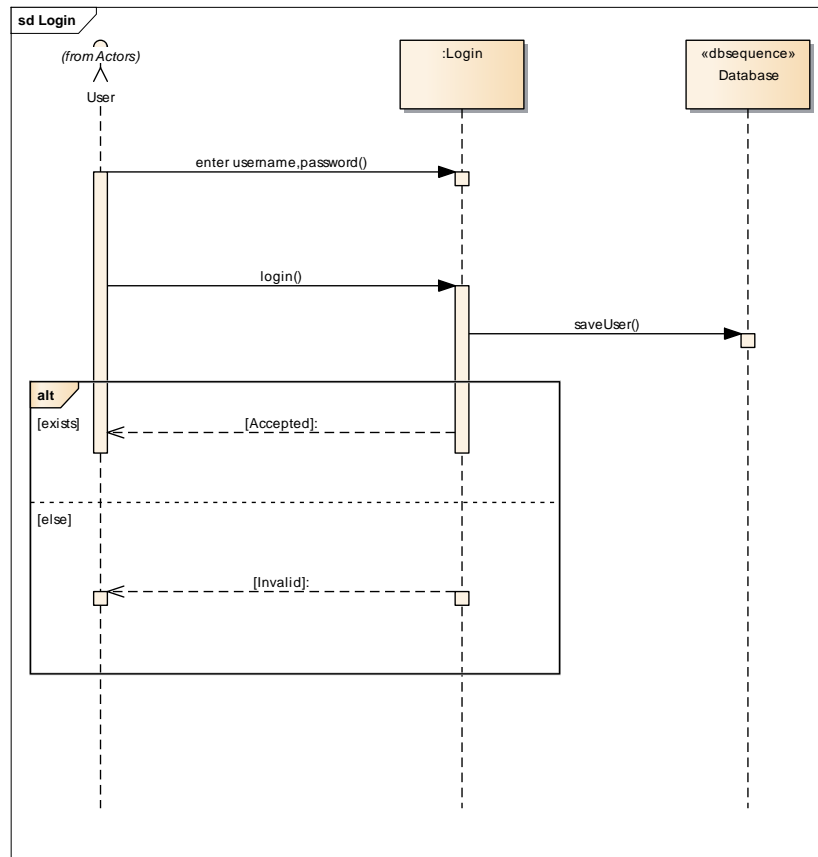 sd Login
(from Actors)
User
:Login
«dbsequence»
Database
enter username,password()
login()
saveUser()
alt
[exists]
[Accepted]:
[else]
[Invalid]: